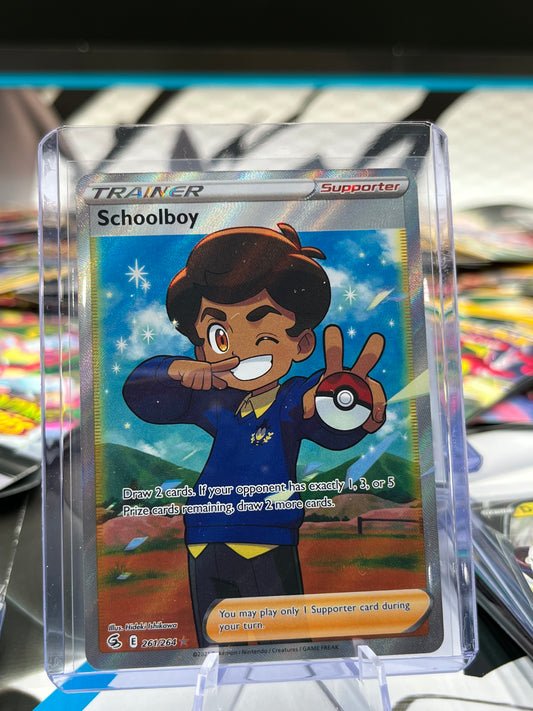 TRAINER
Supporter
Schoolboy
Draw 2 cards. If your opponent has exactly 1, 3, or 5
Prize cards remaining, draw 2 more cards.
Illus. Hideki Ishikawa
You may play only 1 Supporter card during
your turn.
E 261/264
Nintendo / Creatures / GAME FREAK